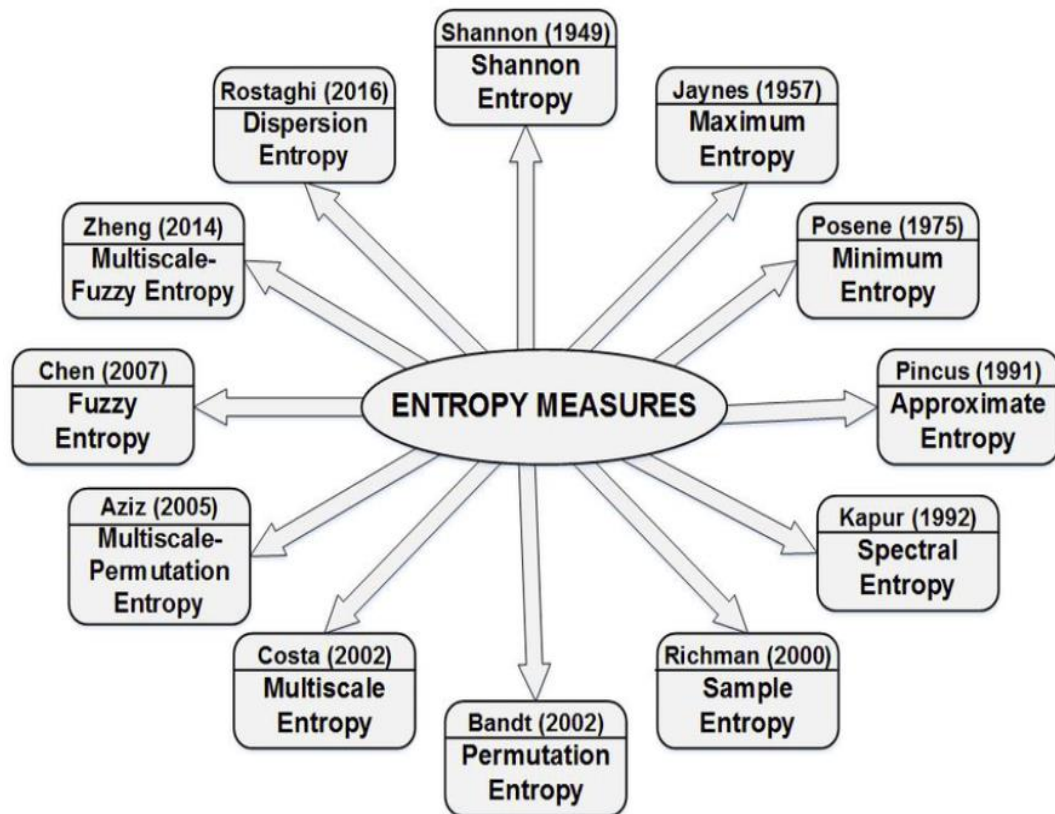 Shannon (1949)
Shannon
Entropy
Jaynes (1957)
Maximum
Entropy
Posene (1975)
Minimum
Entropy
Pincus (1991)
Approximate
Entropy
Kapur (1992)
Spectral
Entropy
Richman (2000)
Sample
Entropy
Bandt (2002)
Permutation
Entropy
Costa (2002)
Multiscale
Entropy
Aziz (2005)
Multiscale-
Permutation
Entropy
Chen (2007)
Fuzzy
Entropy
Zheng (2014)
Multiscale-
Fuzzy Entropy
Rostaghi (2016)
Dispersion
Entropy
ENTROPY MEASURES